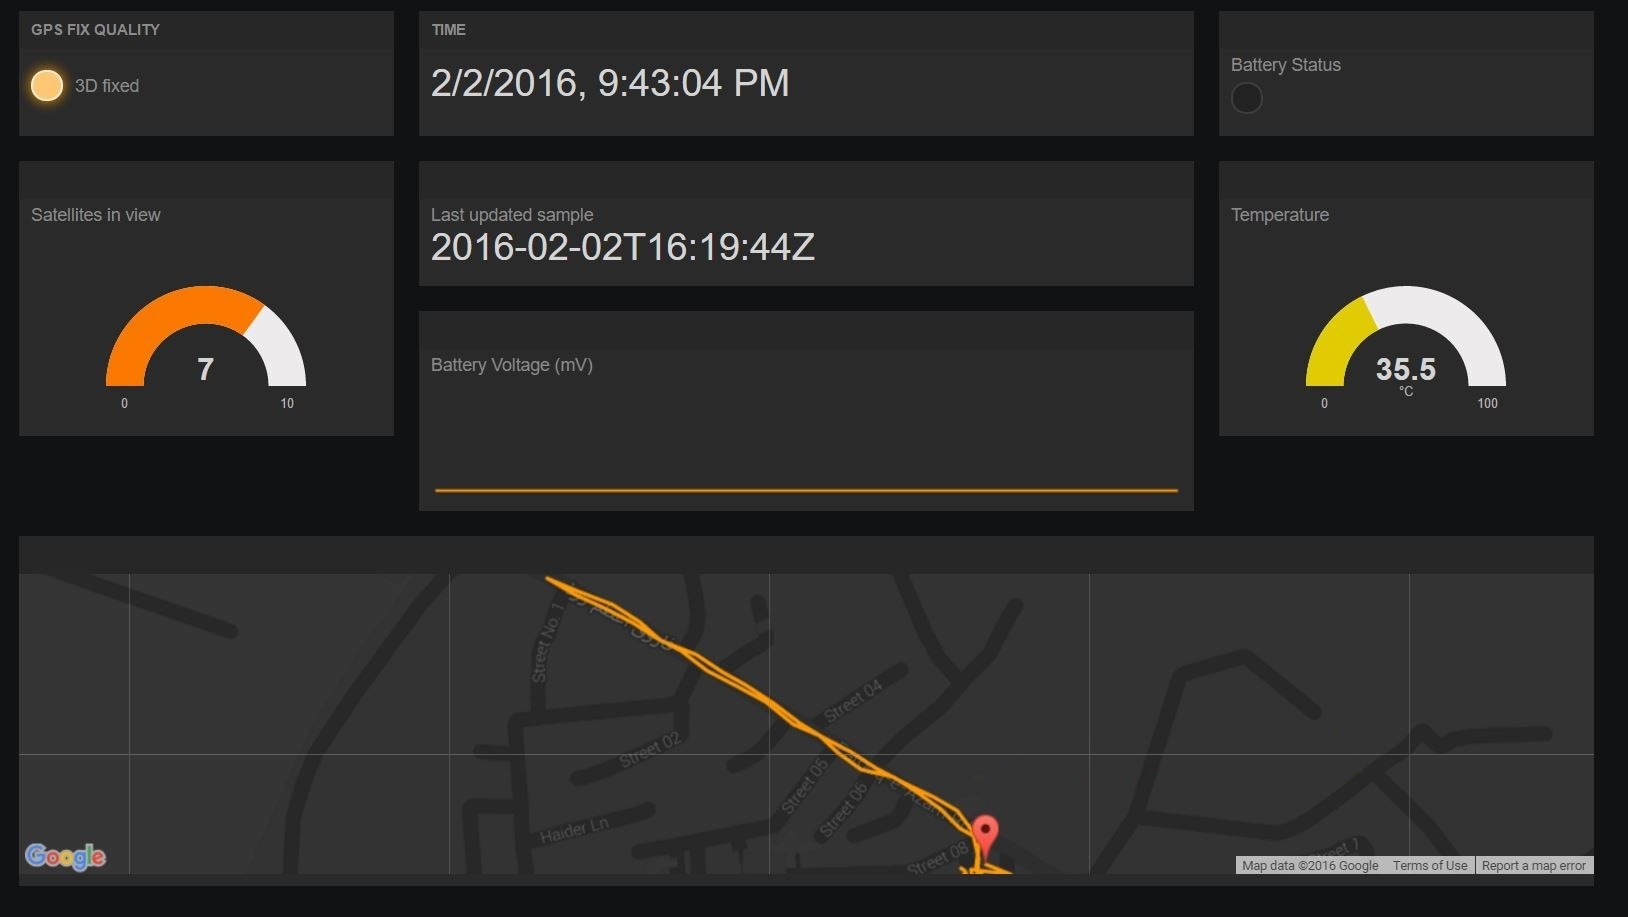 GPS FIX QUALITY
3D fixed
TIME
2/2/2016, 9:43:04 PM
Battery Status
Satellites in view
7
0
10
Last updated sample
2016-02-02T16:19:44Z
Temperature
35.5
°C
0
100
Battery Voltage (mV)
Street No. 1
Street 02
Street 04
Street 05
Street 06
Haider Ln
Street 08
Google
Map data ©2016 Google
Terms of Use
Report a map error